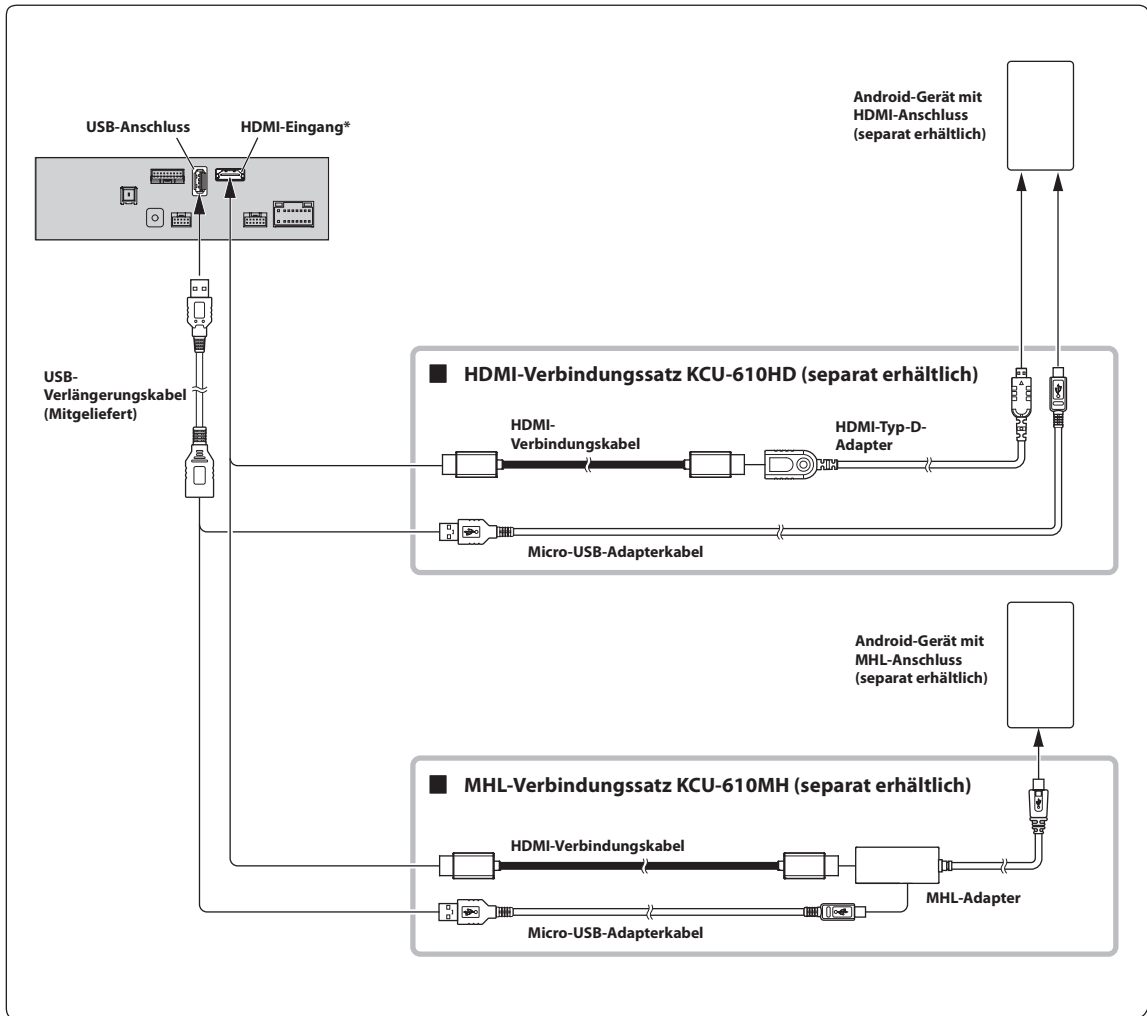 USB-Anschluss
HDMI-Eingang*
Android-Gerät mit
HDMI-Anschluss
(separat erhältlich)
USB-
Verlängerungskabel
(Mitgeliefert)
■ HDMI-Verbindungssatz KCU-610HD (separat erhältlich)
HDMI-
Verbindungskabel
HDMI-Typ-D-
Adapter
Micro-USB-Adapterkabel
Android-Gerät mit
MHL-Anschluss
(separat erhältlich)
■ MHL-Verbindungssatz KCU-610MH (separat erhältlich)
HDMI-Verbindungskabel
MHL-Adapter
Micro-USB-Adapterkabel